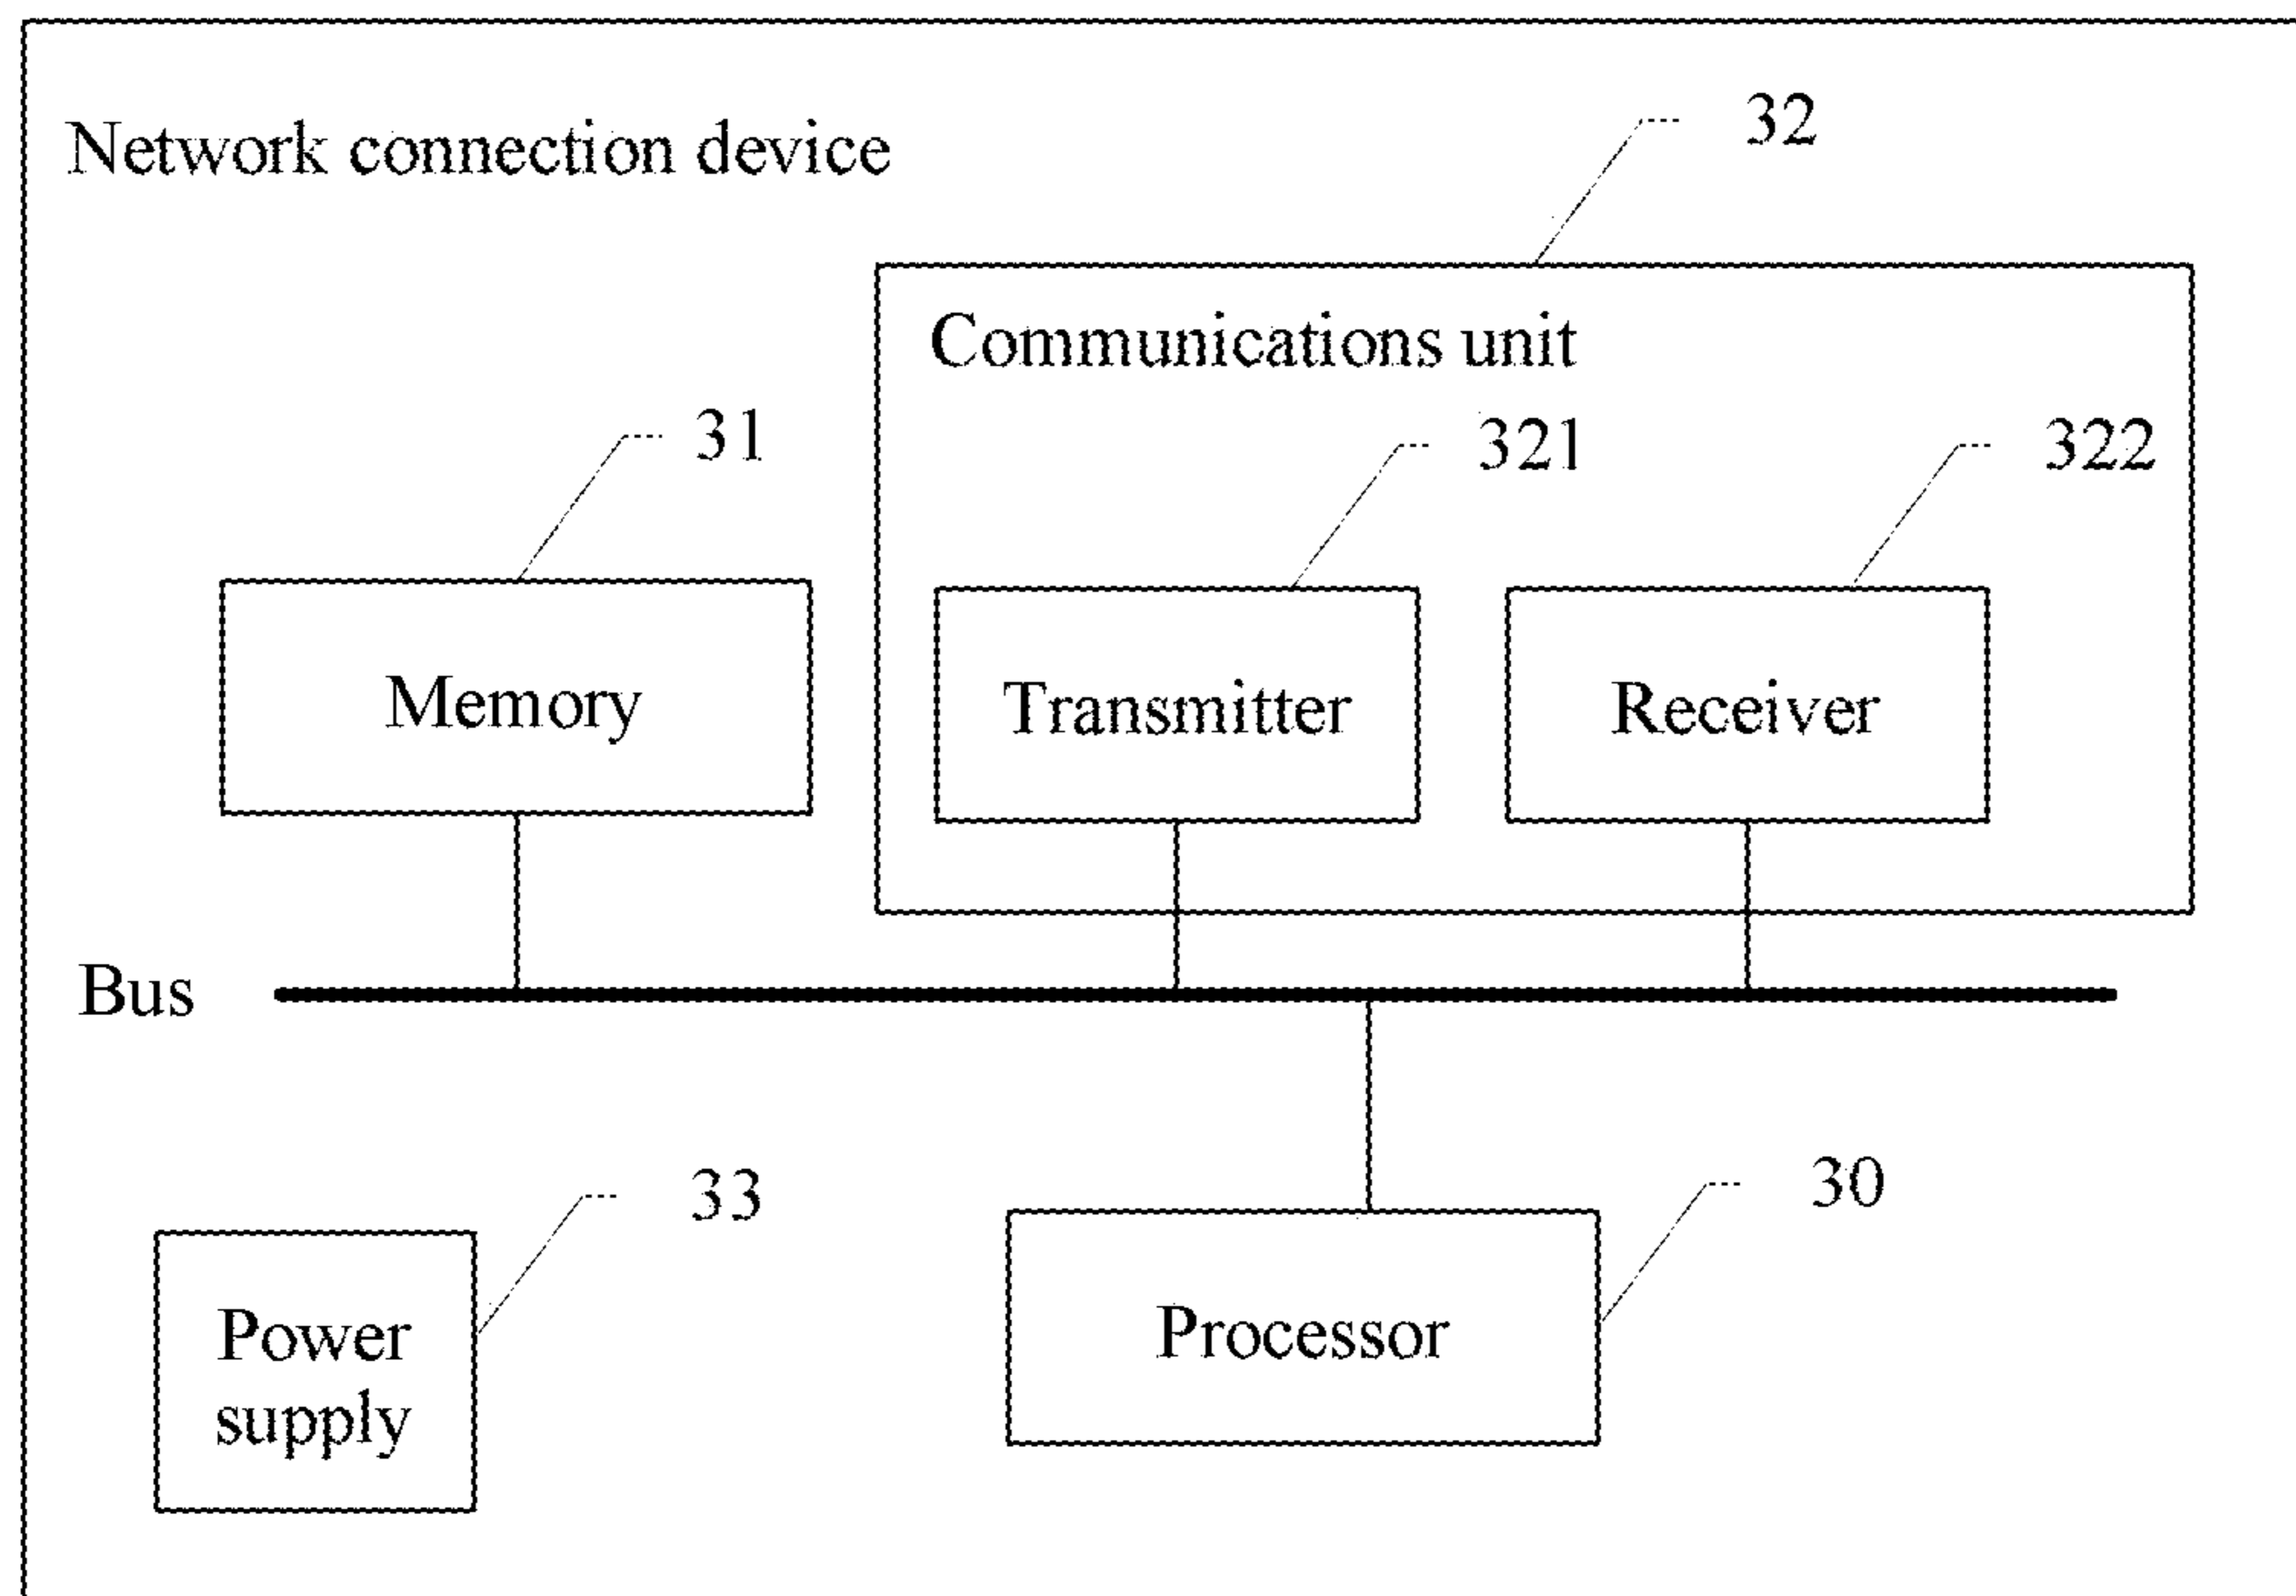 Network connection device
32
Communications unit
31
321
322
Memory
Transmitter
Receiver
Bus
33
30
Power
supply
Processor